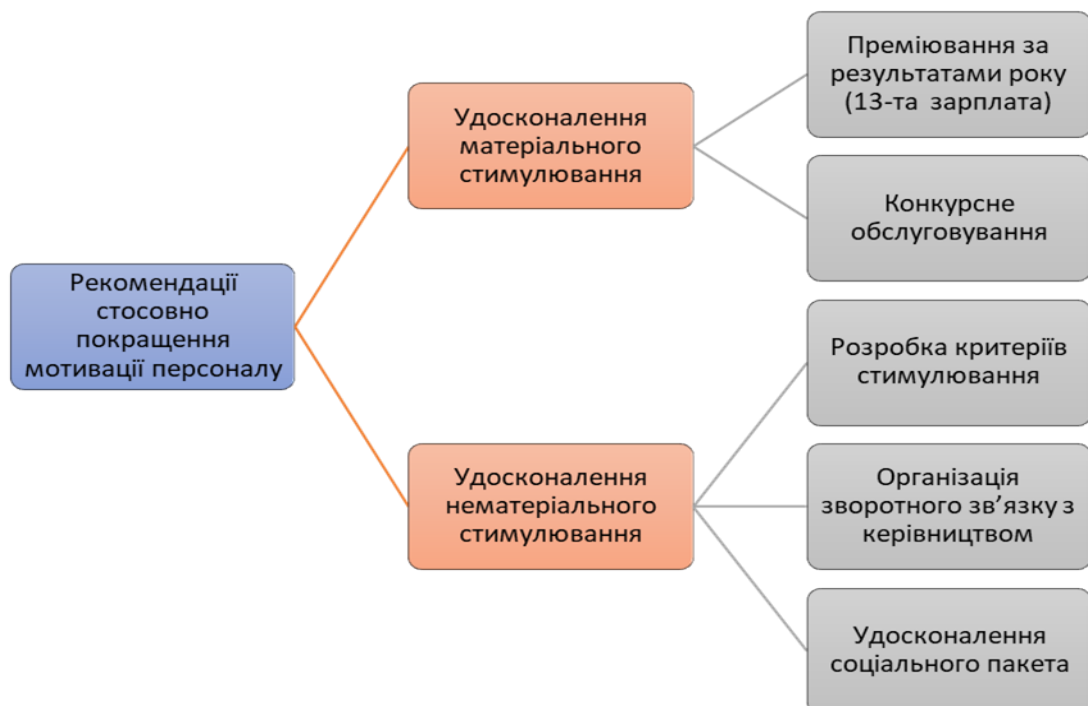 Рекомендації
стосовно
покращення
мотивації персоналу
Удосконалення
матеріального
стимулювання
Преміювання за
результатами року
(13-та зарплата)
Конкурсне
обслуговування
Удосконалення
нематеріального
стимулювання
Розробка критеріїв
стимулювання
Організація
зворотного зв’язку з
керівництвом
Удосконалення
соціального пакета